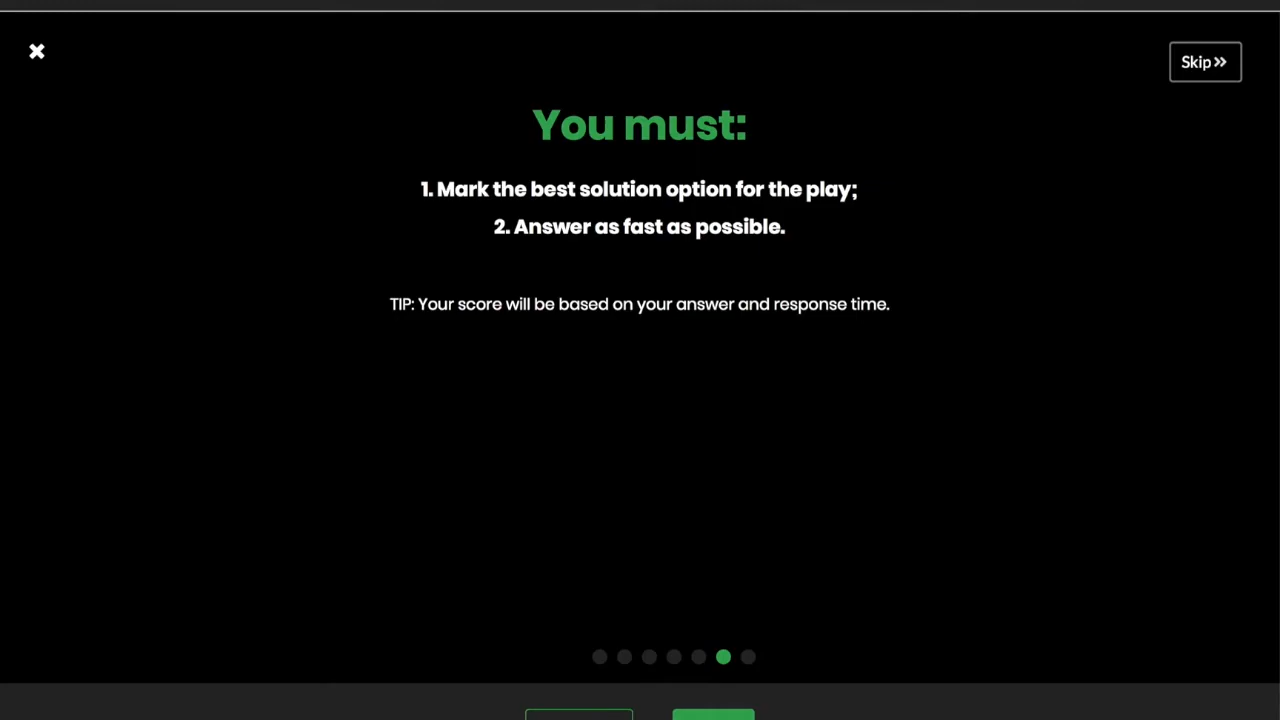 Skip
You must:
1. Mark the best solution option for the play;
2. Answer as fast as possible.
TIP: Your score will be based on your answer and response time.